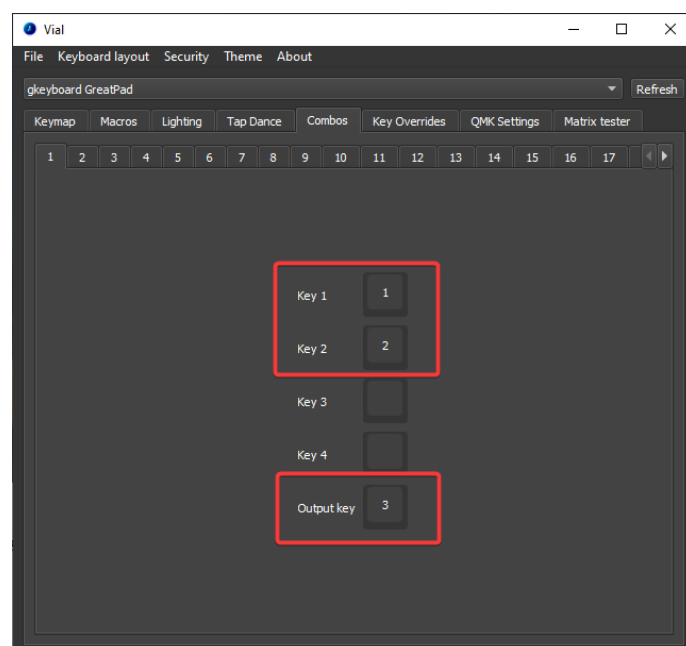 Vial
File Keyboard layout Security Theme About
gkeyboard GreatPad Refresh
Keymap Macros Lighting Tap Dance Combos Key Overrides QMK Settings Matrix tester
1 2 3 4 5 6 7 8 9 10 11 12 13 14 15 16 17
Key 1 1
Key 2 2
Key 3
Key 4
Output key 3